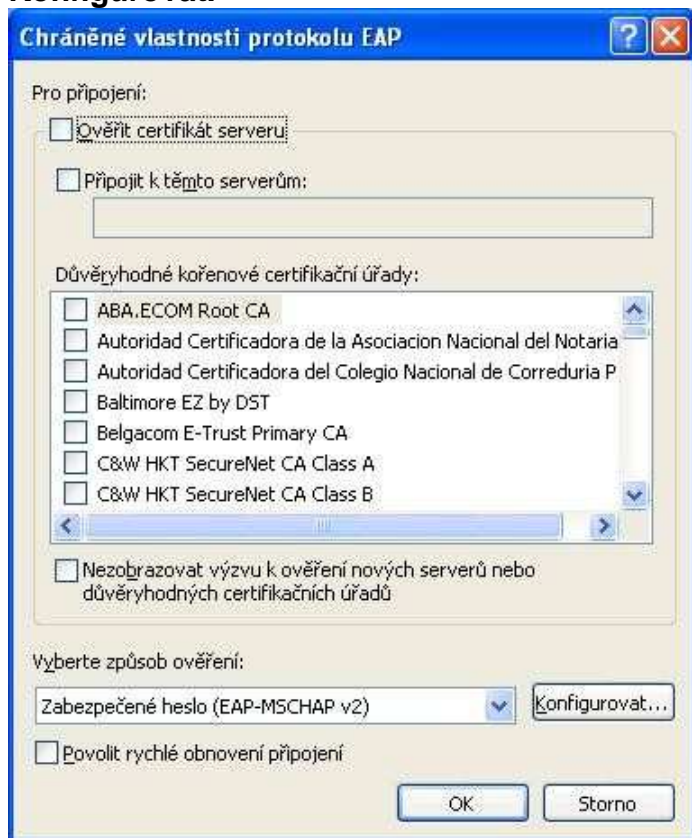 Konfigurovat
Chráněné vlastnosti protokolu EAP
Pro připojení:
Ověřit certifikát serveru
Připojit k těmto serverům:
Důvěryhodné kořenové certifikační úřady:
ABA.ECOM Root CA
Autoridad Certificadora de la Asociacion Nacional del Notaria
Autoridad Certificadora del Colegio Nacional de Correduria P
Baltimore EZ by DST
Belgacom E-Trust Primary CA
C&W HKT SecureNet CA Class A
C&W HKT SecureNet CA Class B
Nezobrazovat výzvu k ověření nových serverů nebo
důvěryhodných certifikačních úřadů
Vyberte způsob ověření:
Zabezpečené heslo (EAP-MSCHAP v2)
Konfigurovat...
Povolit rychlé obnovení připojení
OK
Storno